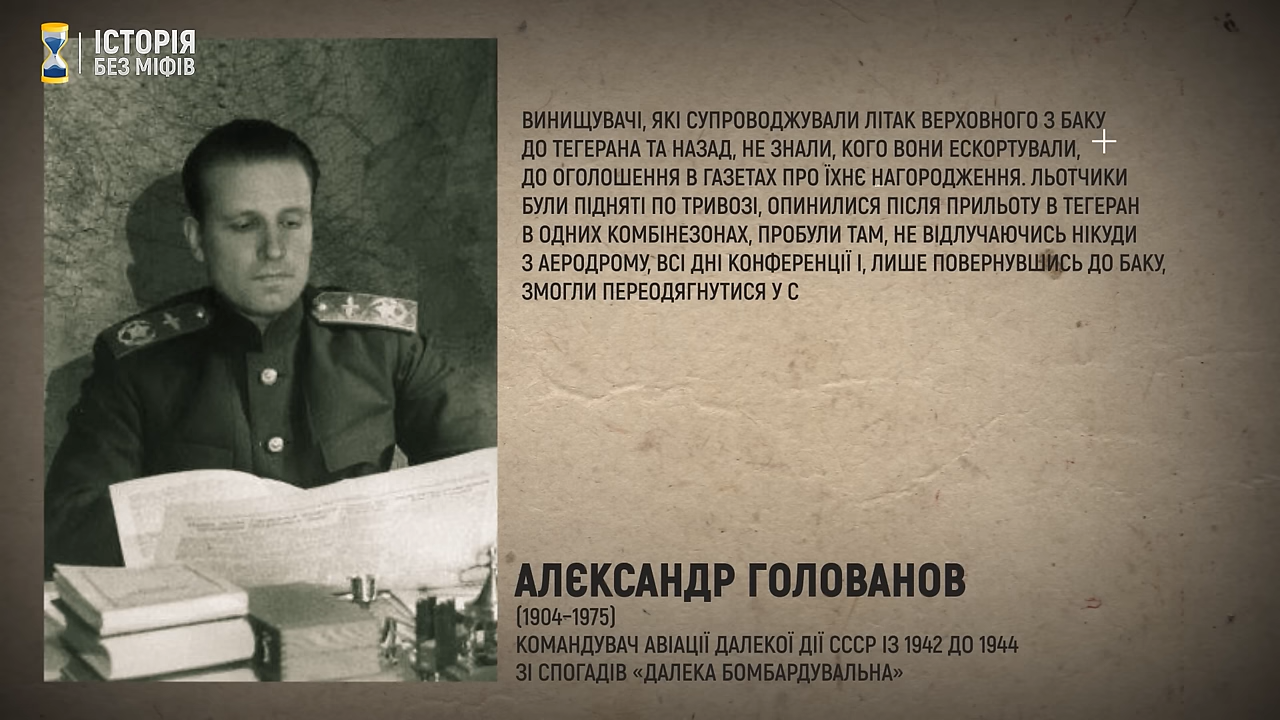 ІСТОРІЯ
БЕЗ МІФІВ
ВИНИЩУВАЧІ, ЯКІ СУПРОВОДЖУВАЛИ ЛІТАК ВЕРХОВНОГО З БАКУ
ДО ТЕГЕРАНА ТА НАЗАД, НЕ ЗНАЛИ, КОГО ВОНИ ЕСКОРТУВАЛИ,
ДО ОГОЛОШЕННЯ В ГАЗЕТАХ ПРО ЇХНЄ НАГОРОДЖЕННЯ. ЛЬОТЧИКИ
БУЛИ ПІДНЯТІ ПО ТРИВОЗІ, ОПИНИЛИСЯ ПІСЛЯ ПРИЛЬОТУ В ТЕГЕРАН
В ОДНИХ КОМБІНЕЗОНАХ, ПРОБУЛИ ТАМ, НЕ ВІДЛУЧАЮЧИСЬ НІКУДИ
З АЕРОДРОМУ, ВСІ ДНІ КОНФЕРЕНЦІЇ І, ЛИШЕ ПОВЕРНУВШИСЬ ДО БАКУ,
ЗМОГЛИ ПЕРЕОДЯГНУТИСЯ У С
АЛЄКСАНДР ГОЛОВАНОВ
(1904–1975)
КОМАНДУВАЧ АВІАЦІЇ ДАЛЕКОЇ ДІЇ СССР ІЗ 1942 ДО 1944
ЗІ СПОГАДІВ «ДАЛЕКА БОМБАРДУВАЛЬНА»